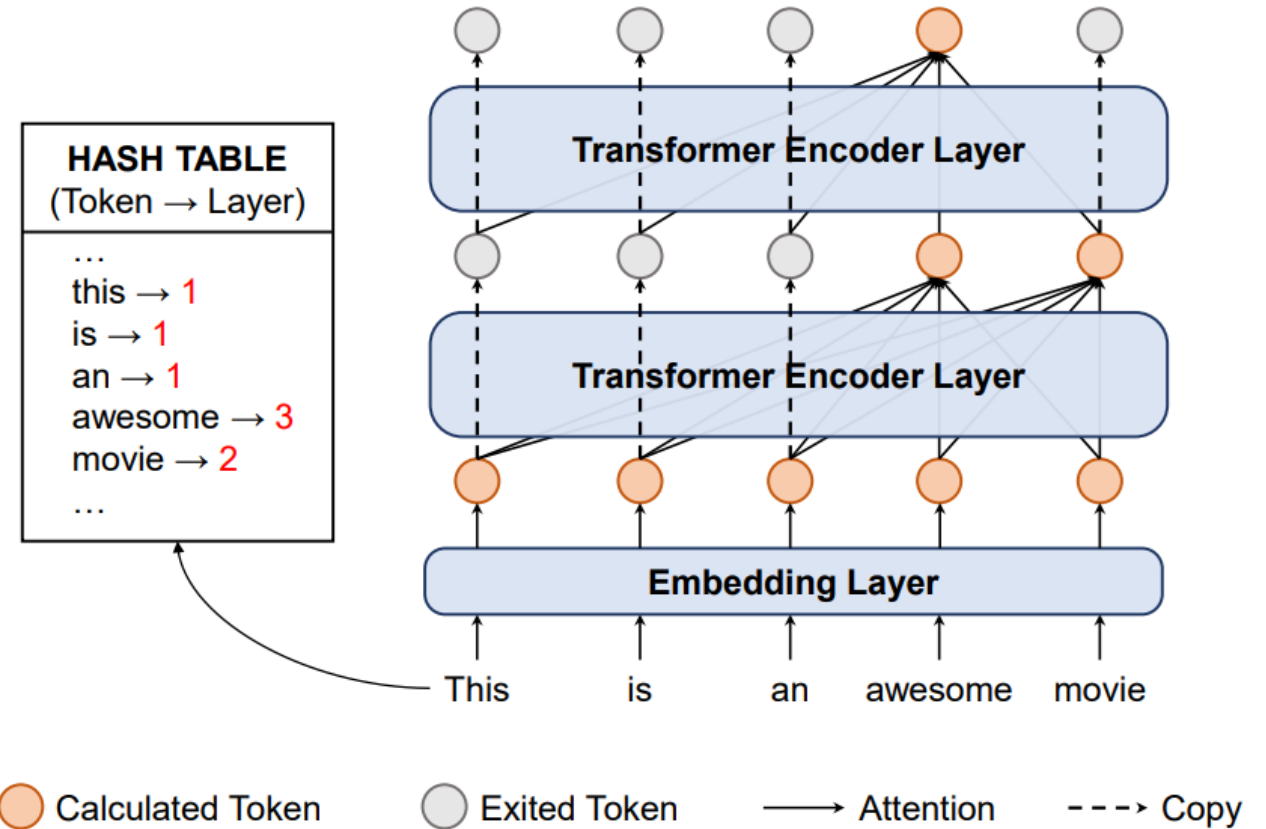 HASH TABLE
(Token → Layer)
…
this → 1
is → 1
an → 1
awesome → 3
movie → 2
…
Transformer Encoder Layer
Transformer Encoder Layer
Embedding Layer
This is an awesome movie
Calculated Token Exited Token Attention Copy